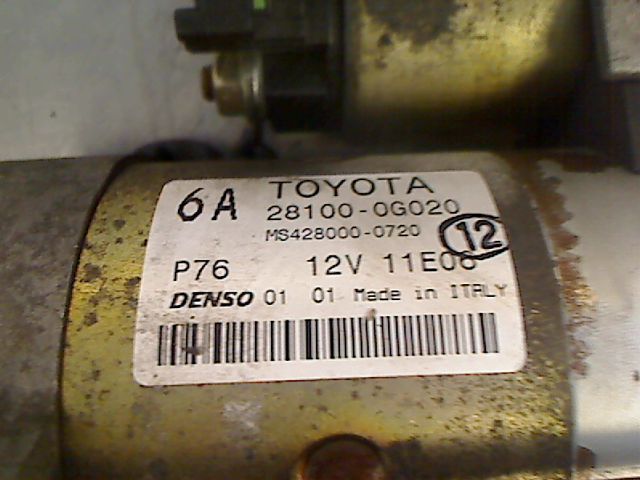 6A TOYOTA
28100-0G020
MS428000-0720
12
P76 12V 11E06
DENSO 01 01 Made in ITALY